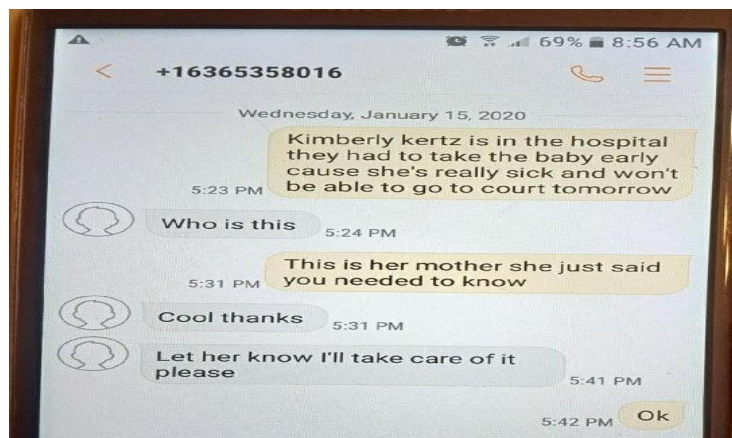 69% 8:56 AM
+16365358016
Wednesday, January 15, 2020
Kimberly kertz is in the hospital
they had to take the baby early
cause she's really sick and won't
be able to go to court tomorrow
5:23 PM
Who is this
5:24 PM
This is her mother she just said
you needed to know
5:31 PM
Cool thanks
5:31 PM
Let her know I'll take care of it
please
5:41 PM
Ok
5:42 PM